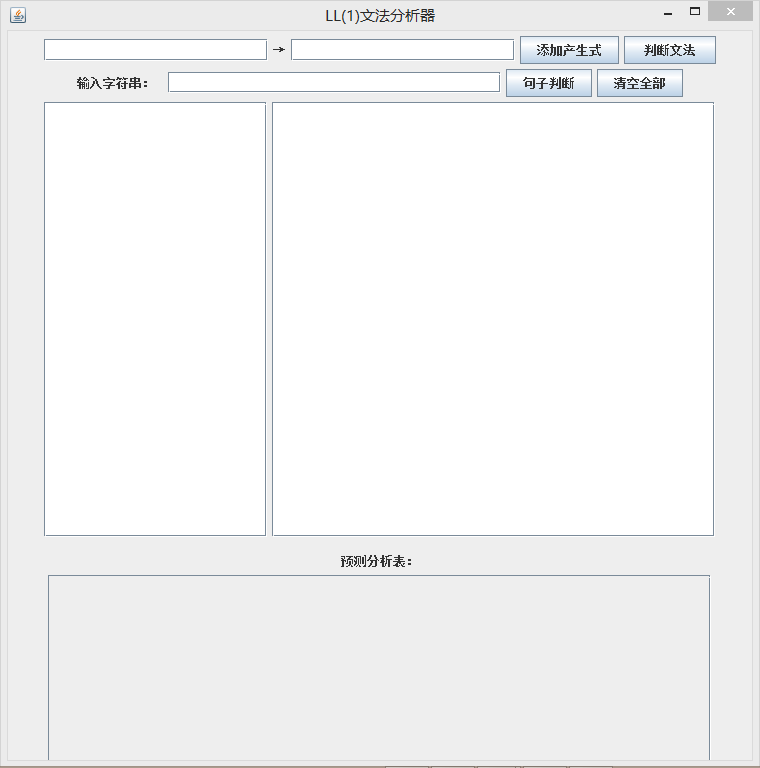 LL(1)文法分析器
→ 添加产生式 判断文法
输入字符串： 句子判断 清空全部
预测分析表：